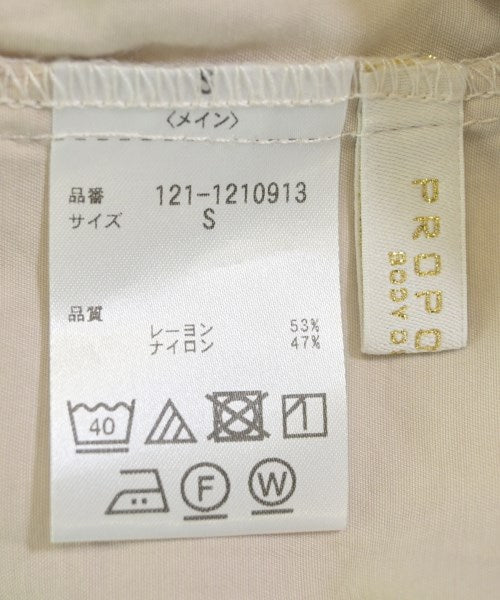 S
〈メイン〉
品番 121-1210913
サイズ S
品質
レーヨン 53%
ナイロン 47%
40
F W
PROPO
BODY D